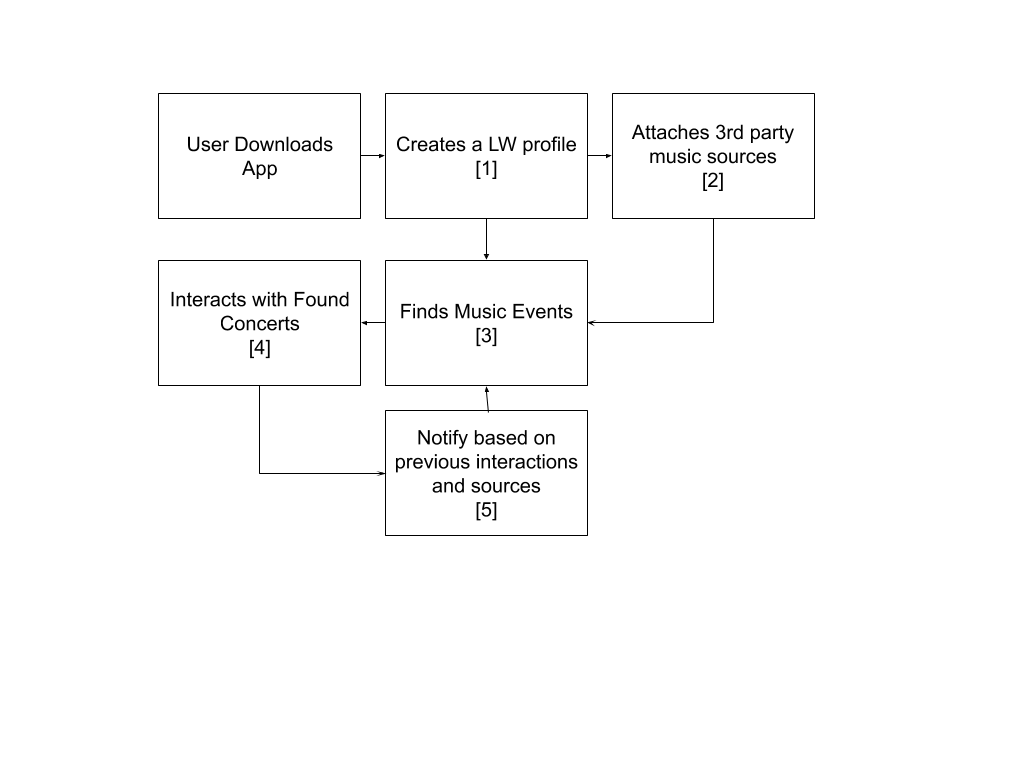 User Downloads
App
Creates a LW profile
[1]
Attaches 3rd party
music sources
[2]
Interacts with Found
Concerts
[4]
Finds Music Events
[3]
Notify based on
previous interactions
and sources
[5]